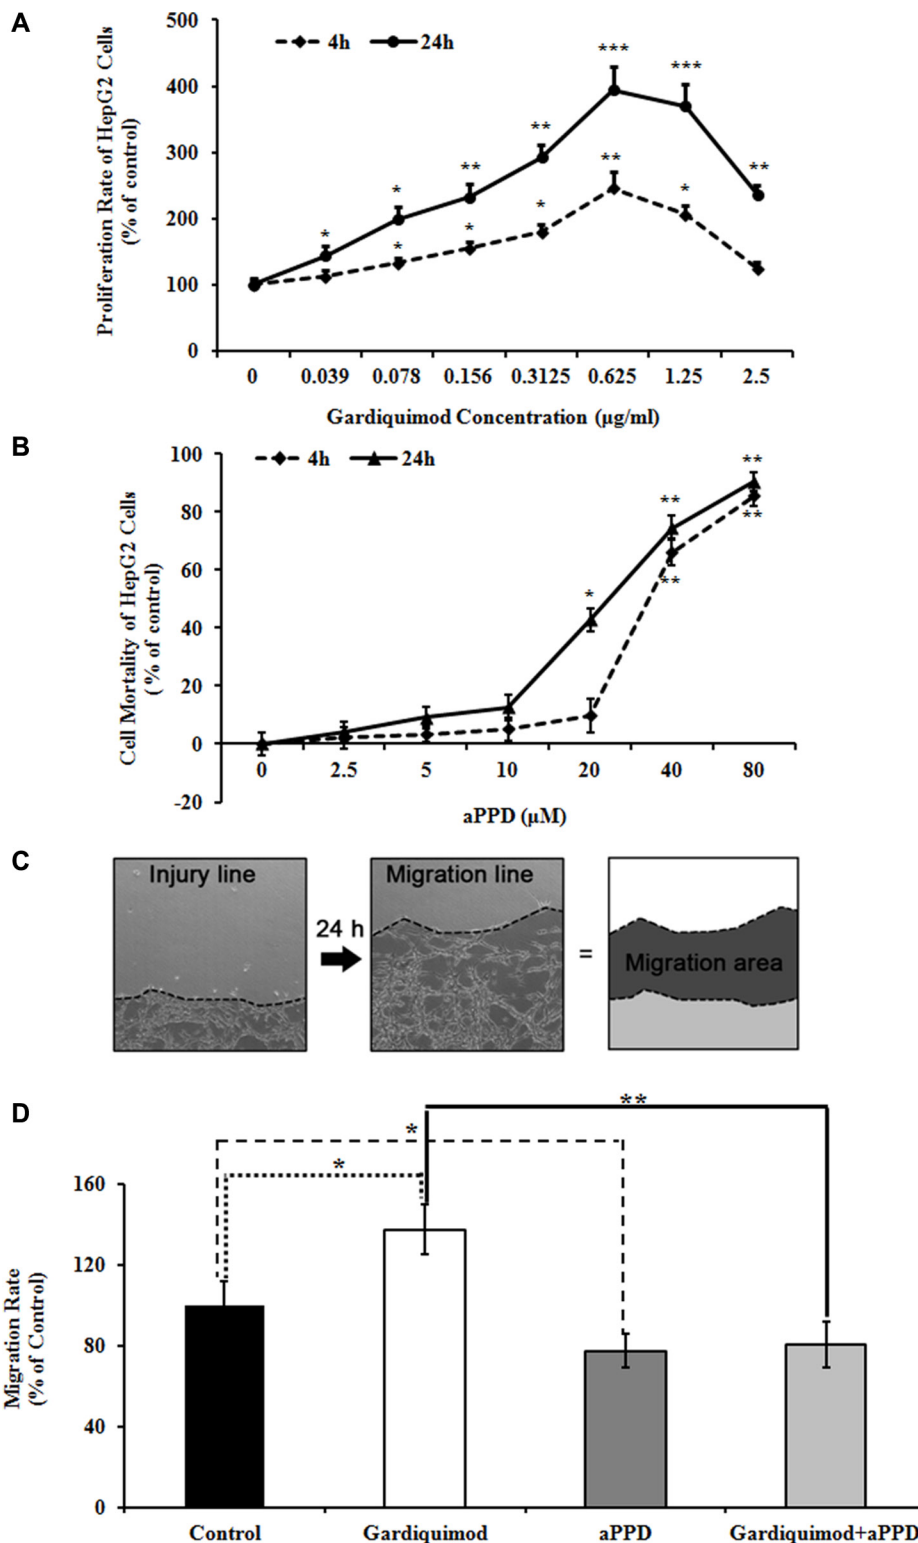 A
Proliferation Rate of HepG2 Cells
(% of control)
500
400
300
200
100
0
4h
24h
*
*
**
**
***
***
**
*
*
*
**
*
0
0.039
0.078
0.156
0.3125
0.625
1.25
2.5
Gardiquimod Concentration (µg/ml)
B
Cell Mortality of HepG2 Cells
( % of control)
100
80
60
40
20
0
-20
4h
24h
*
**
**
**
**
0
2.5
5
10
20
40
80
aPPD (µM)
C
Injury line
24 h
Migration line
=
Migration area
D
Migration Rate
(% of Control)
160
120
80
40
0
*
*
**
Control
Gardiquimod
aPPD
Gardiquimod+aPPD